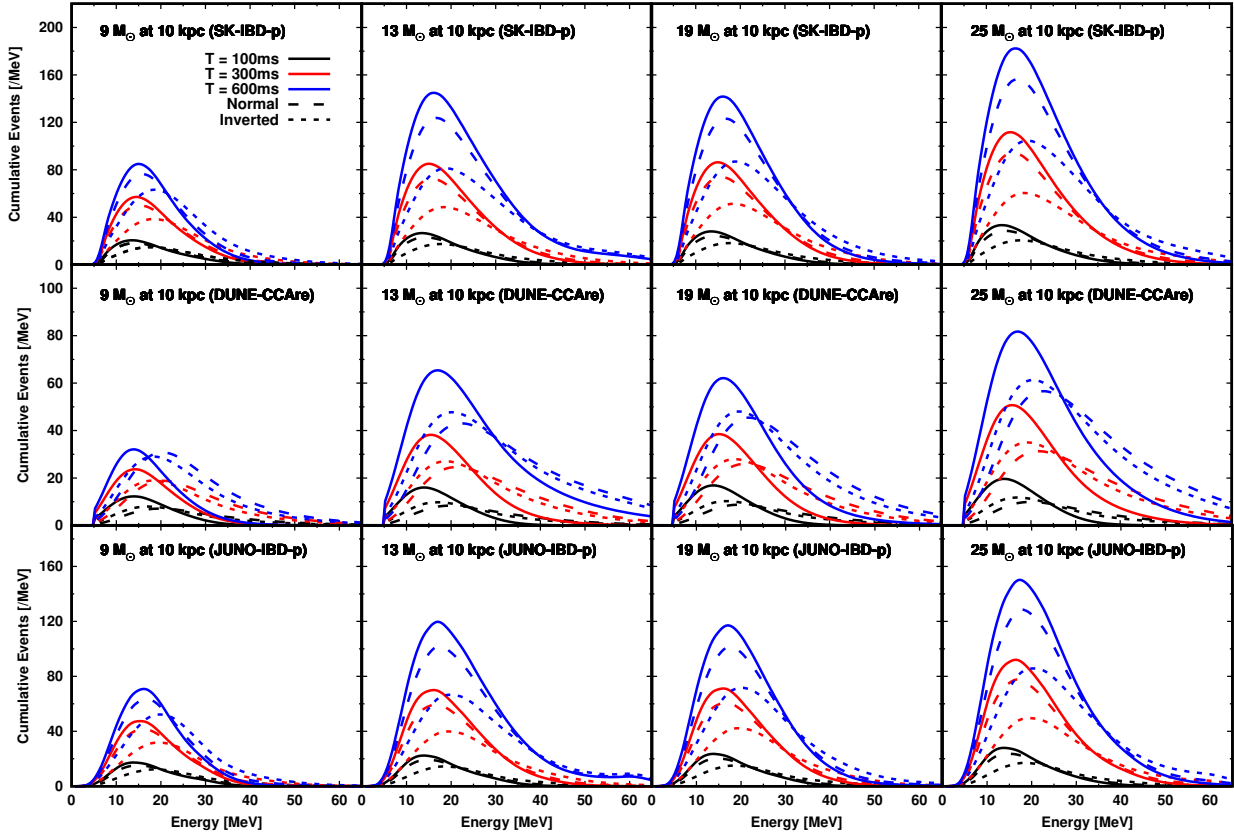 9 M⊙ at 10 kpc (SK-IBD-p)
13 M⊙ at 10 kpc (SK-IBD-p)
19 M⊙ at 10 kpc (SK-IBD-p)
25 M⊙ at 10 kpc (SK-IBD-p)
T = 100ms
T = 300ms
T = 600ms
Normal
Inverted
Cumulative Events [/MeV]
200
160
120
80
40
0
9 M⊙ at 10 kpc (DUNE-CCAre)
13 M⊙ at 10 kpc (DUNE-CCAre)
19 M⊙ at 10 kpc (DUNE-CCAre)
25 M⊙ at 10 kpc (DUNE-CCAre)
Cumulative Events [/MeV]
100
80
60
40
20
0
9 M⊙ at 10 kpc (JUNO-IBD-p)
13 M⊙ at 10 kpc (JUNO-IBD-p)
19 M⊙ at 10 kpc (JUNO-IBD-p)
25 M⊙ at 10 kpc (JUNO-IBD-p)
Cumulative Events [/MeV]
160
120
80
40
0
0 10 20 30 40 50 60
0 10 20 30 40 50 60
0 10 20 30 40 50 60
0 10 20 30 40 50 60
Energy [MeV]
Energy [MeV]
Energy [MeV]
Energy [MeV]